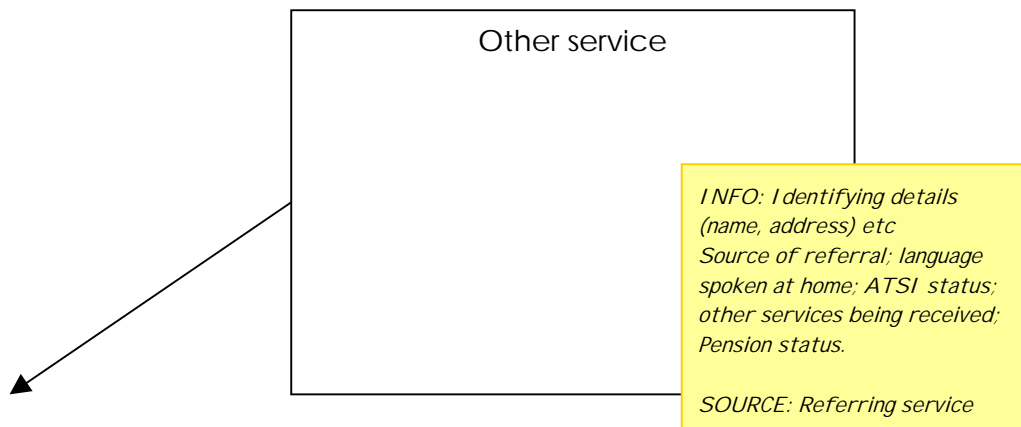 Other service
INFO: Identifying details
(name, address) etc
Source of referral; language
spoken at home; ATSI status;
other services being received;
Pension status.
SOURCE: Referring service